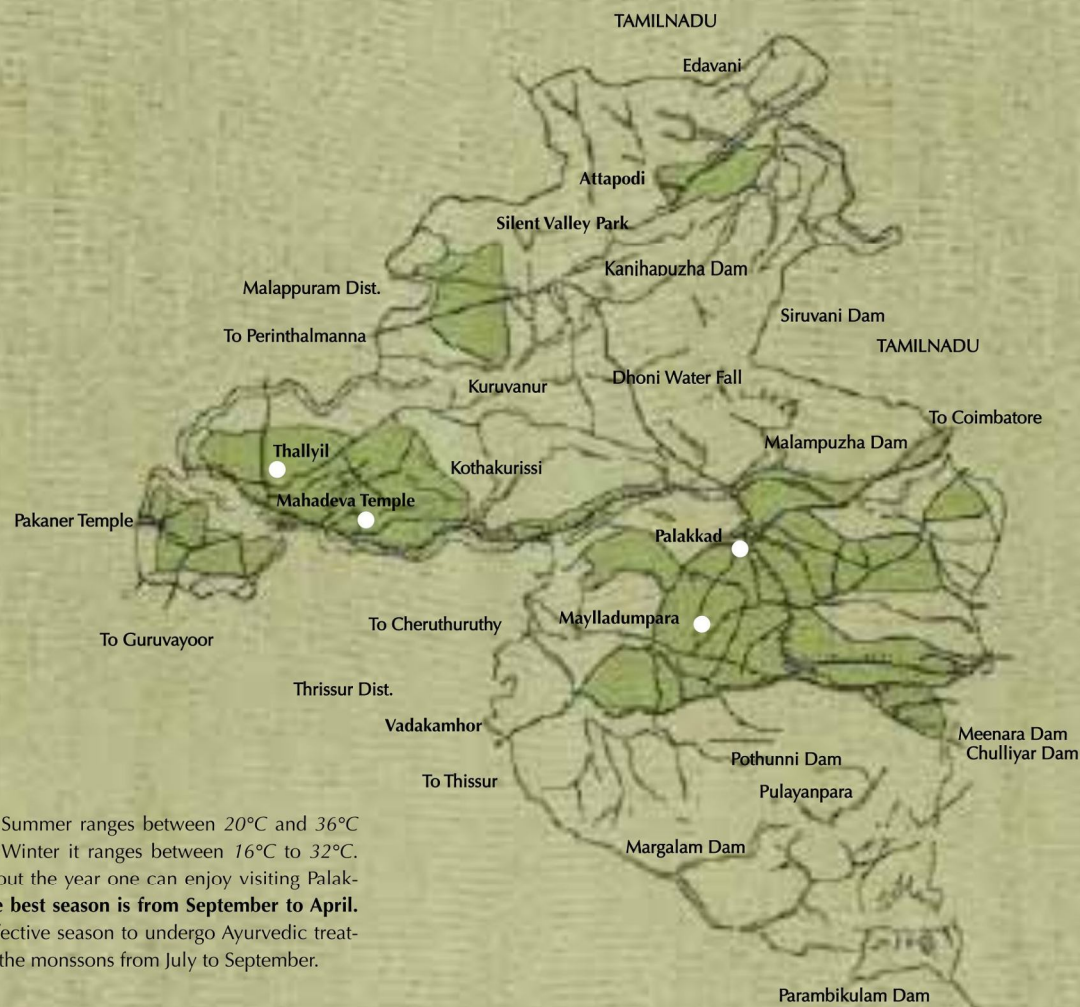 TAMILNADU
Edavani
Attapodi
Silent Valley Park
Kanihapuzha Dam
Malappuram Dist.
Siruvani Dam
To Perinthalmanna
TAMILNADU
Dhoni Water Fall
Kuruvanur
To Coimbatore
Malampuzha Dam
Thallyil
Kothakurissi
Mahadeva Temple
Pakaner Temple
Palakkad
Maylladumpara
To Cheruthuruthy
To Guruvayoor
Thrissur Dist.
Vadakamhor
Meenara Dam
Chulliyar Dam
Pothunni Dam
To Thissur
Pulayanpara
Margalam Dam
Summer ranges between 20°C and 36°C
Winter it ranges between 16°C to 32°C.
out the year one can enjoy visiting Palak-
e best season is from September to April.
fective season to undergo Ayurvedic treat-
the monssons from July to September.
Parambikulam Dam